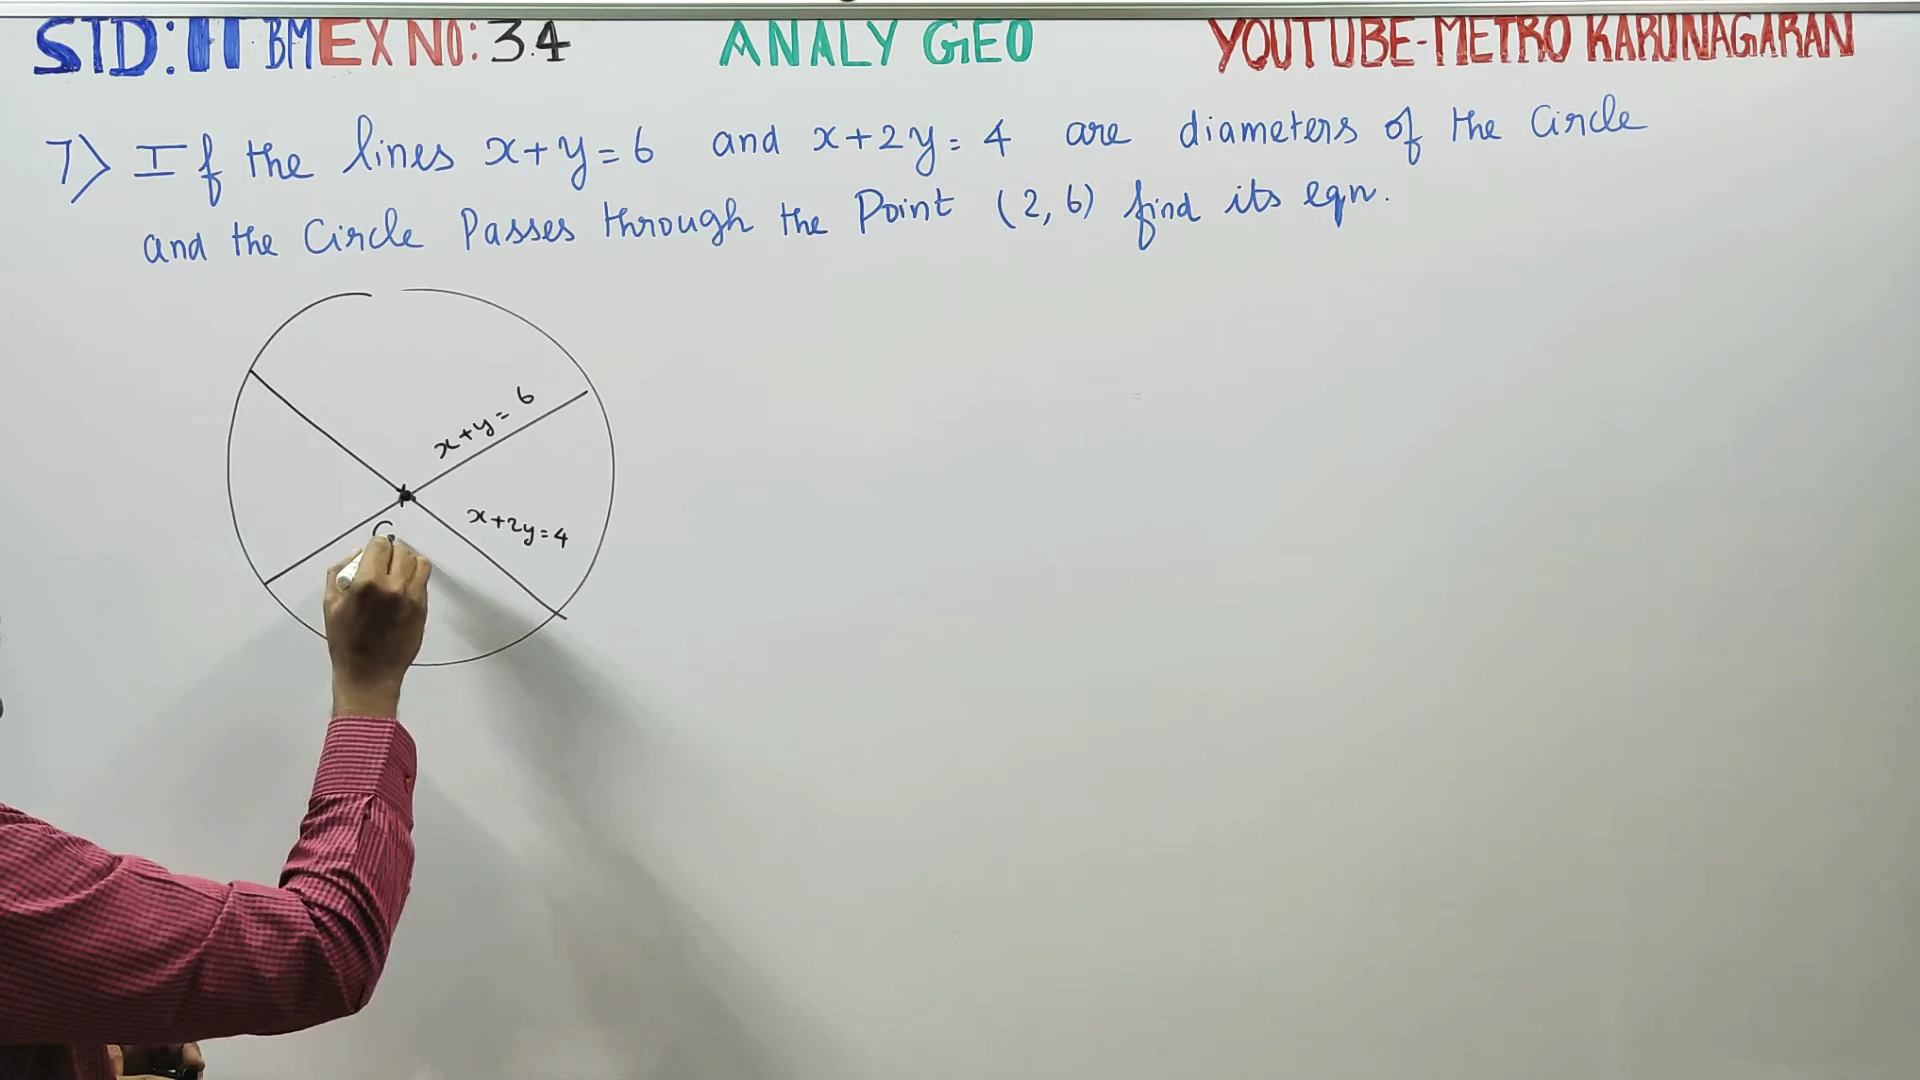 STD: 11 BM EX NO: 3.4 ANALY GEO YOUTUBE-METRO KARUNAGARAN
7) If the lines x+y=6 and x+2y=4 are diameters of the Circle
and the Circle Passes through the Point (2,6) find its eqn.
x+y=6
x+2y=4
C